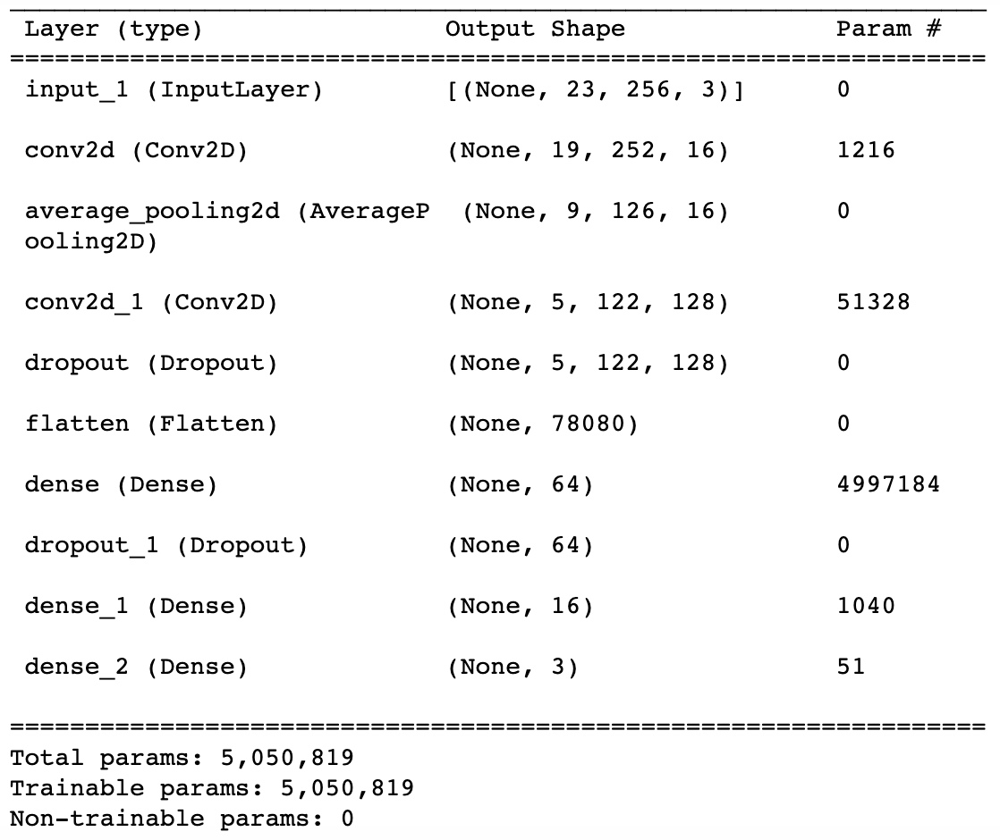 Layer (type) Output Shape Param #
=================================================================
input_1 (InputLayer) [(None, 23, 256, 3)] 0
conv2d (Conv2D) (None, 19, 252, 16) 1216
average_pooling2d (AverageP (None, 9, 126, 16) 0
ooling2D)
conv2d_1 (Conv2D) (None, 5, 122, 128) 51328
dropout (Dropout) (None, 5, 122, 128) 0
flatten (Flatten) (None, 78080) 0
dense (Dense) (None, 64) 4997184
dropout_1 (Dropout) (None, 64) 0
dense_1 (Dense) (None, 16) 1040
dense_2 (Dense) (None, 3) 51
=================================================================
Total params: 5,050,819
Trainable params: 5,050,819
Non-trainable params: 0